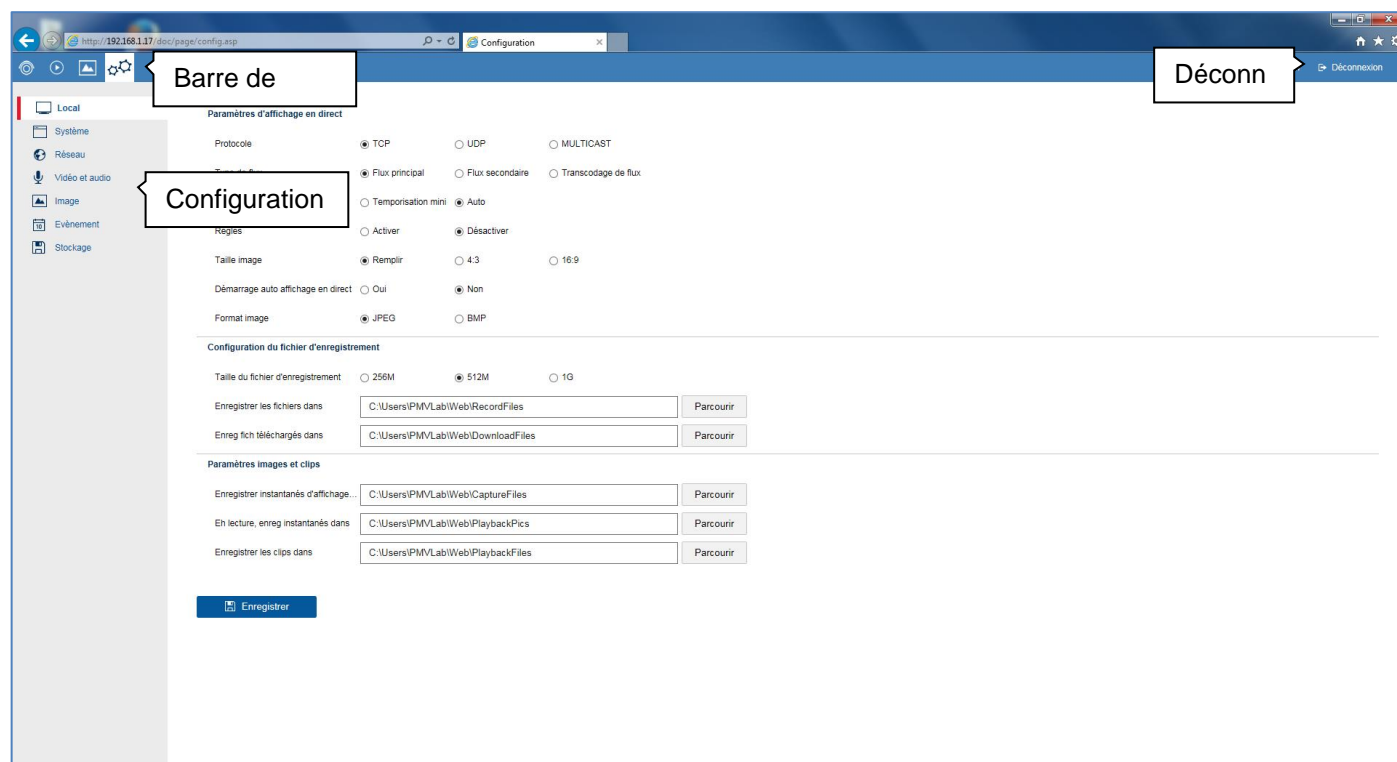 http://192.168.1.17/doc/page/config.asp
Configuration
Barre de
Déconn
Déconnexion
Local
Système
Réseau
Vidéo et audio
Image
10
Evènement
Stockage
Configuration
Paramètres d'affichage en direct
Protocole TCP UDP MULTICAST
Flux principal Flux secondaire Transcodage de flux
Temporisation mini Auto
Règles Activer Désactiver
Taille image Remplir 4:3 16:9
Démarrage auto affichage en direct Oui Non
Format image JPEG BMP
Configuration du fichier d'enregistrement
Taille du fichier d'enregistrement 256M 512M 1G
Enregistrer les fichiers dans C:\Users\PMVLab\Web\RecordFiles Parcourir
Enreg fich téléchargés dans C:\Users\PMVLab\Web\DownloadFiles Parcourir
Paramètres images et clips
Enregistrer instantanés d'affichage... C:\Users\PMVLab\Web\CaptureFiles Parcourir
Eh lecture, enreg instantanés dans C:\Users\PMVLab\Web\PlaybackPics Parcourir
Enregistrer les clips dans C:\Users\PMVLab\Web\PlaybackFiles Parcourir
Enregistrer